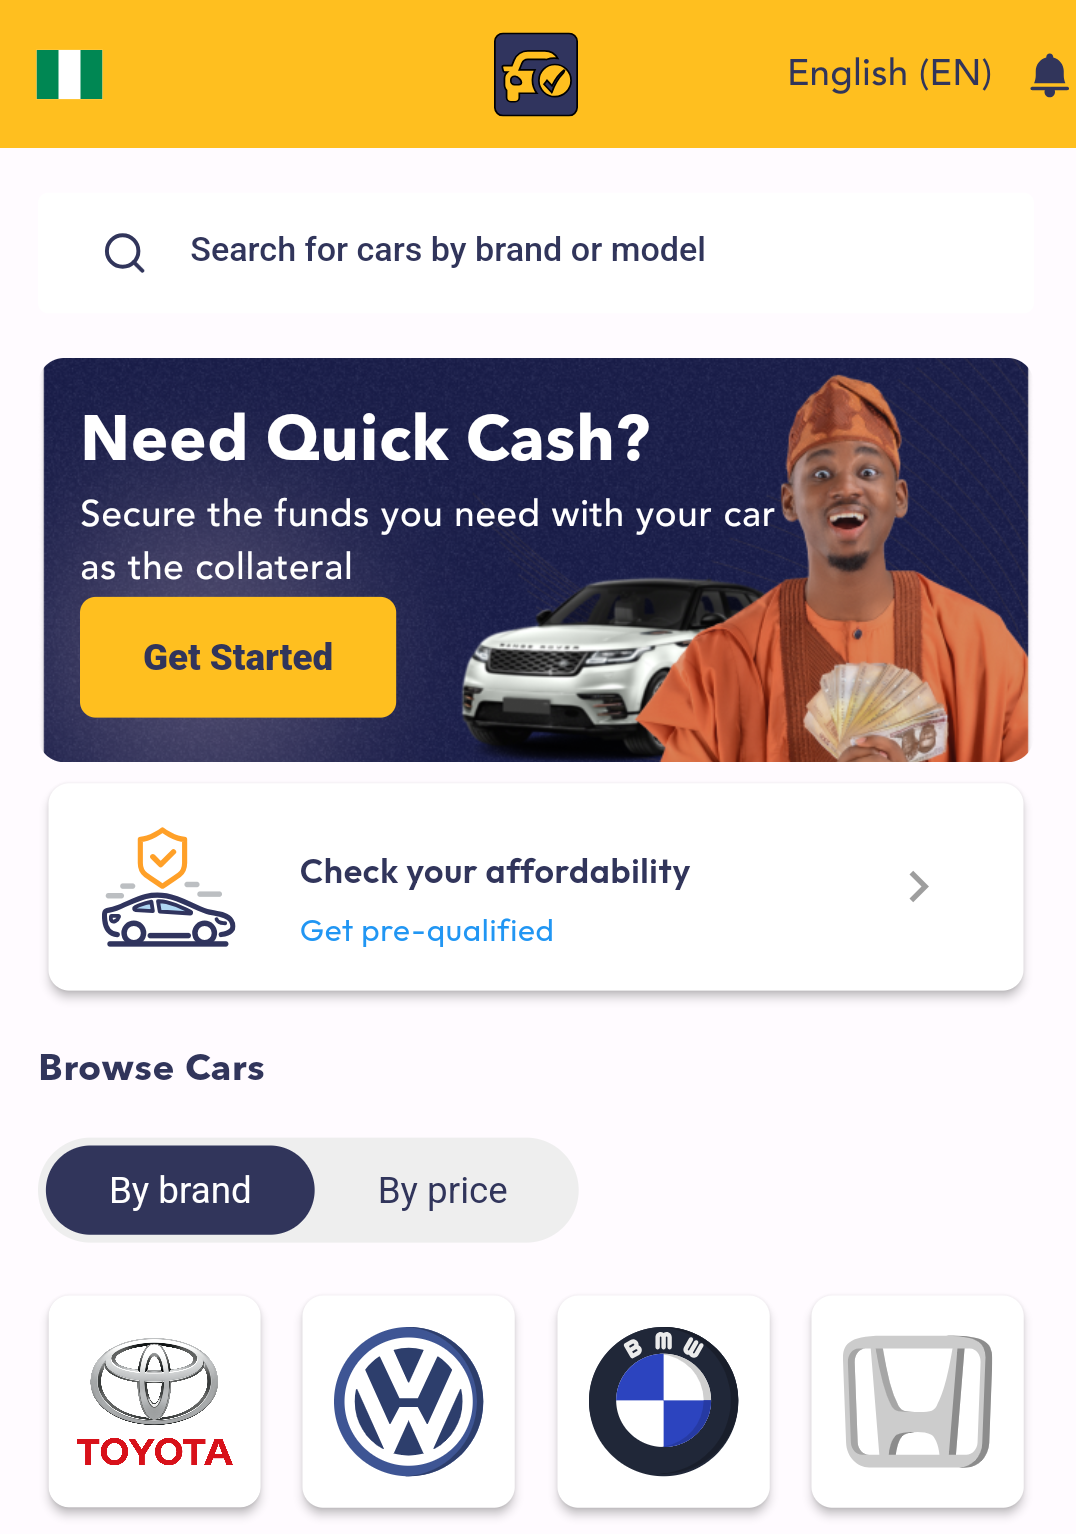 English (EN)
Search for cars by brand or model
Need Quick Cash?
Secure the funds you need with your car
as the collateral
Get Started
RANGE ROVER
Check your affordability
Get pre-qualified
Browse Cars
By brand
By price
TOYOTA
BMW